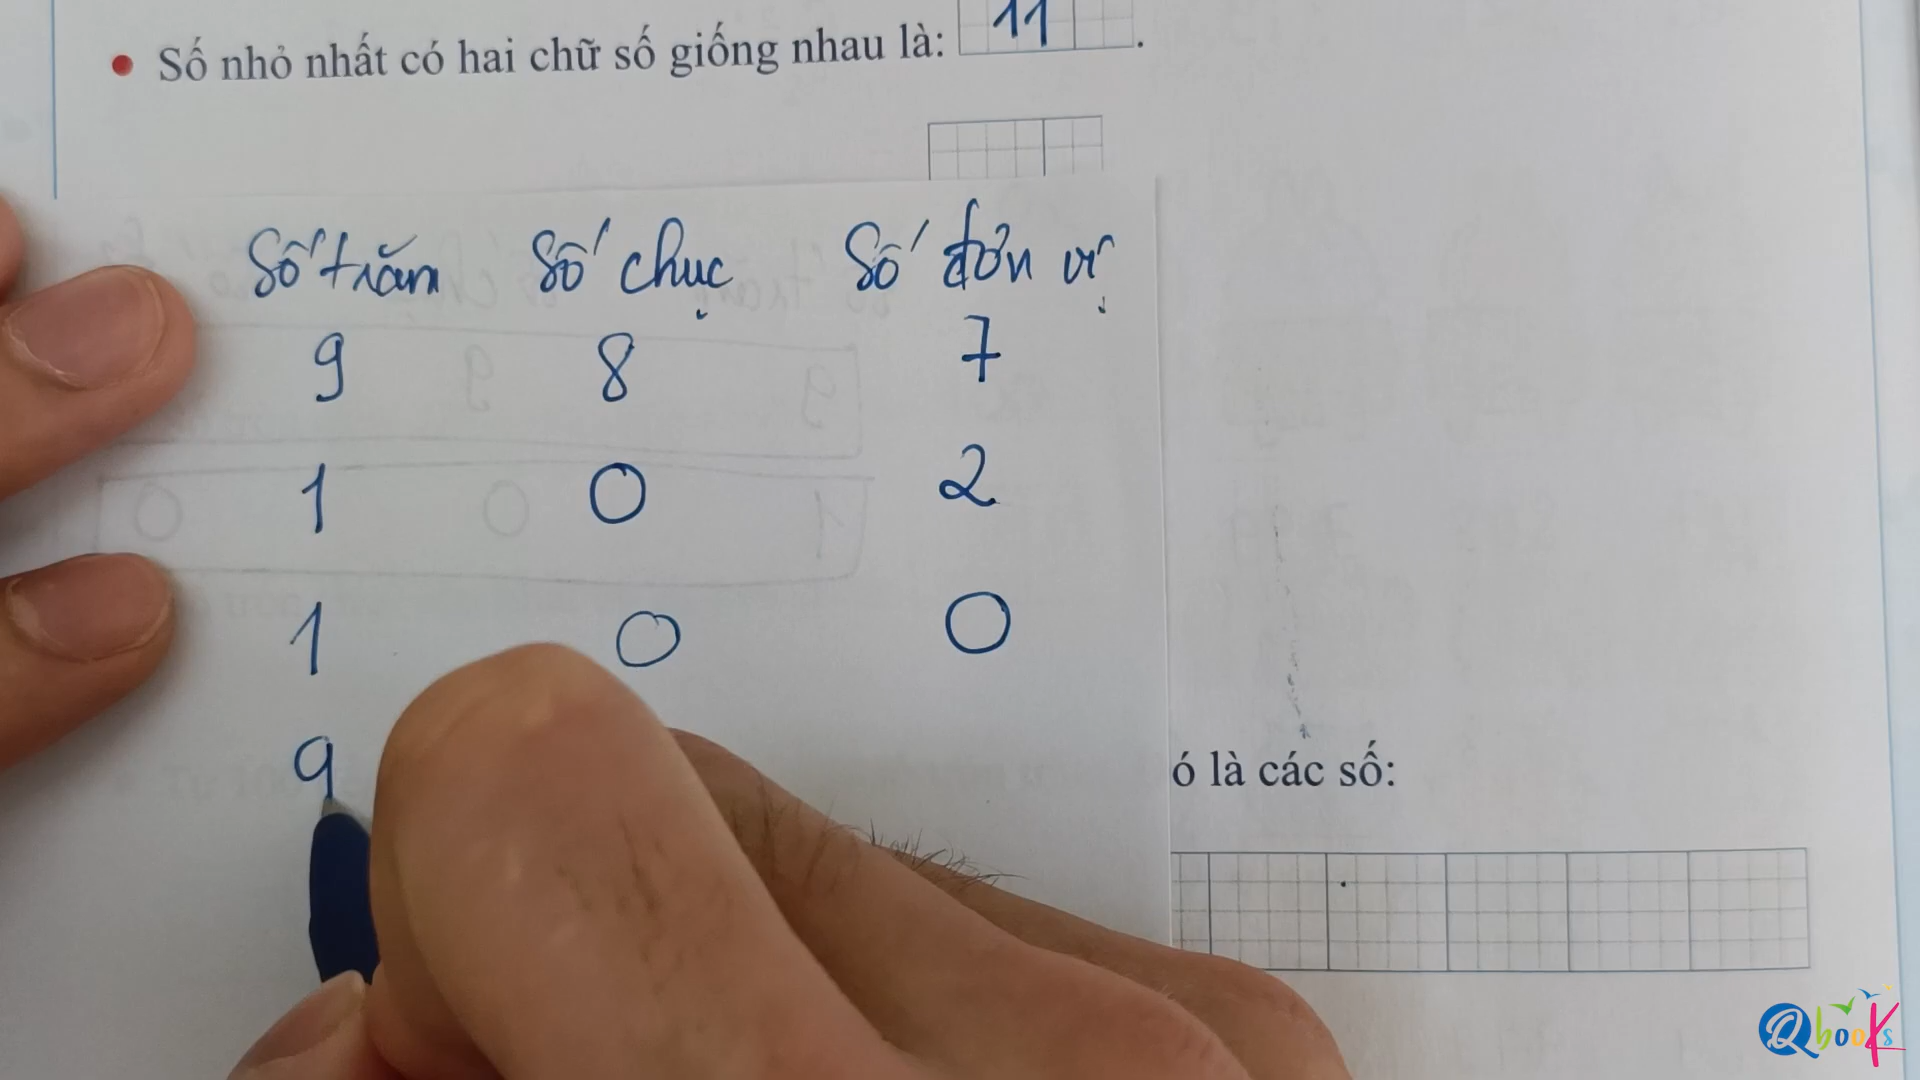 • Số nhỏ nhất có hai chữ số giống nhau là: 11.
Số trăm Số chục Số đơn vị
9 8 7
1 0 2
1 0 0
9
ó là các số:
Qbooks